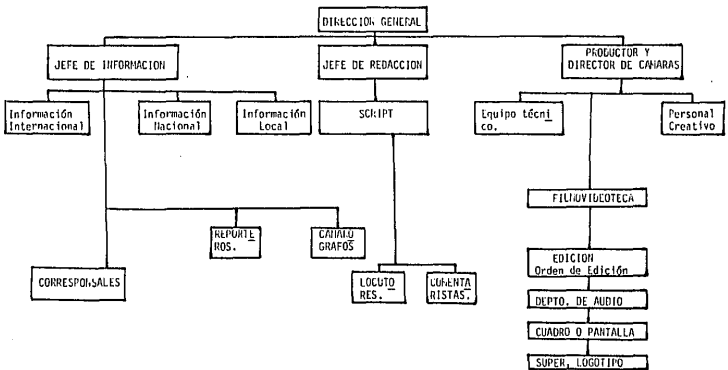 DIRECCION GENERAL
JEFE DE INFORMACION
JEFE DE REDACCION
PRODUCTOR Y
DIRECTOR DE CAMARAS
Información
Internacional
Información
Nacional
Información
Local
SCRIPT
Equipo técni
co.
Personal
Creativo
FILMOVIDEOTECA
REPORTE
ROS.
CAMARO
GRAFOS
EDICION
Orden de Edición
CORRESPONSALES
LOCUTO
RES.
COMENTA
RISTAS.
DEPTO. DE AUDIO
CUADRO O PANTALLA
SUPER, LOGOTIPO